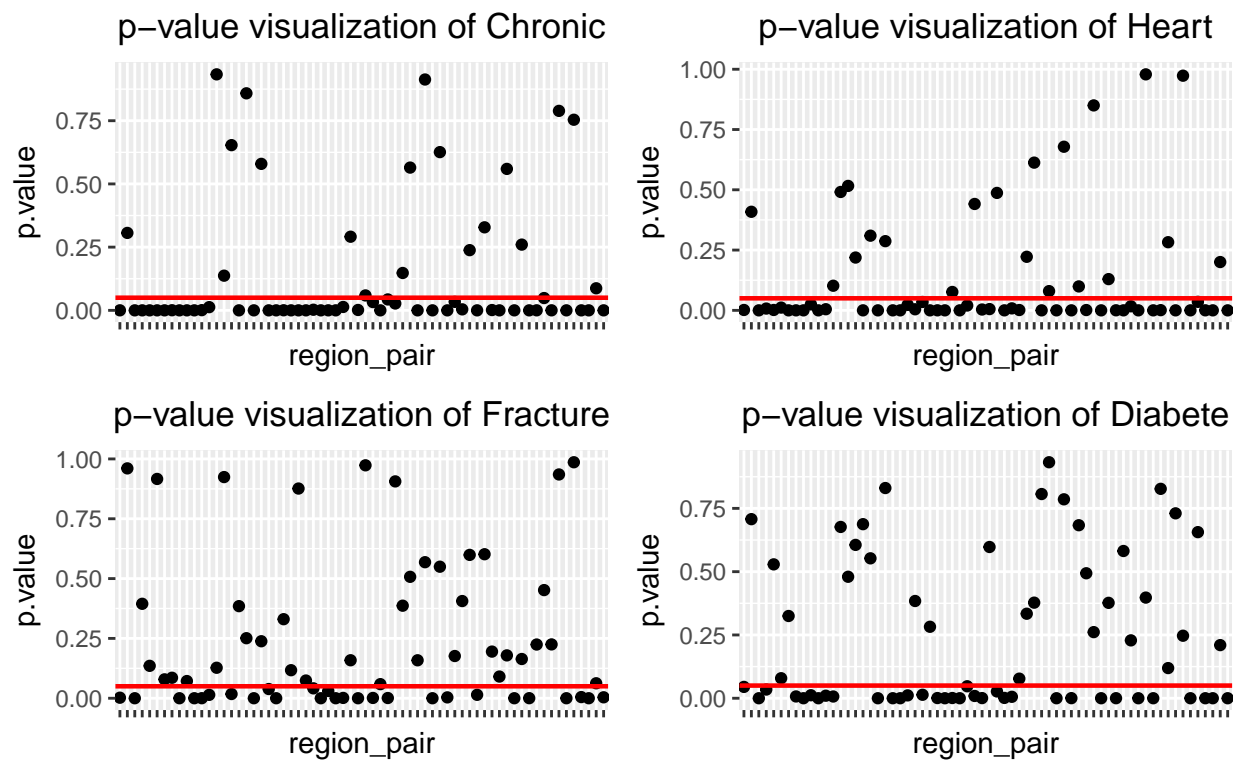 p−value visualization of Chronic
0.75
0.50
0.25
0.00
p.value
region_pair
p−value visualization of Heart
1.00
0.75
0.50
0.25
0.00
p.value
region_pair
p−value visualization of Fracture
1.00
0.75
0.50
0.25
0.00
p.value
region_pair
p−value visualization of Diabete
0.75
0.50
0.25
0.00
p.value
region_pair